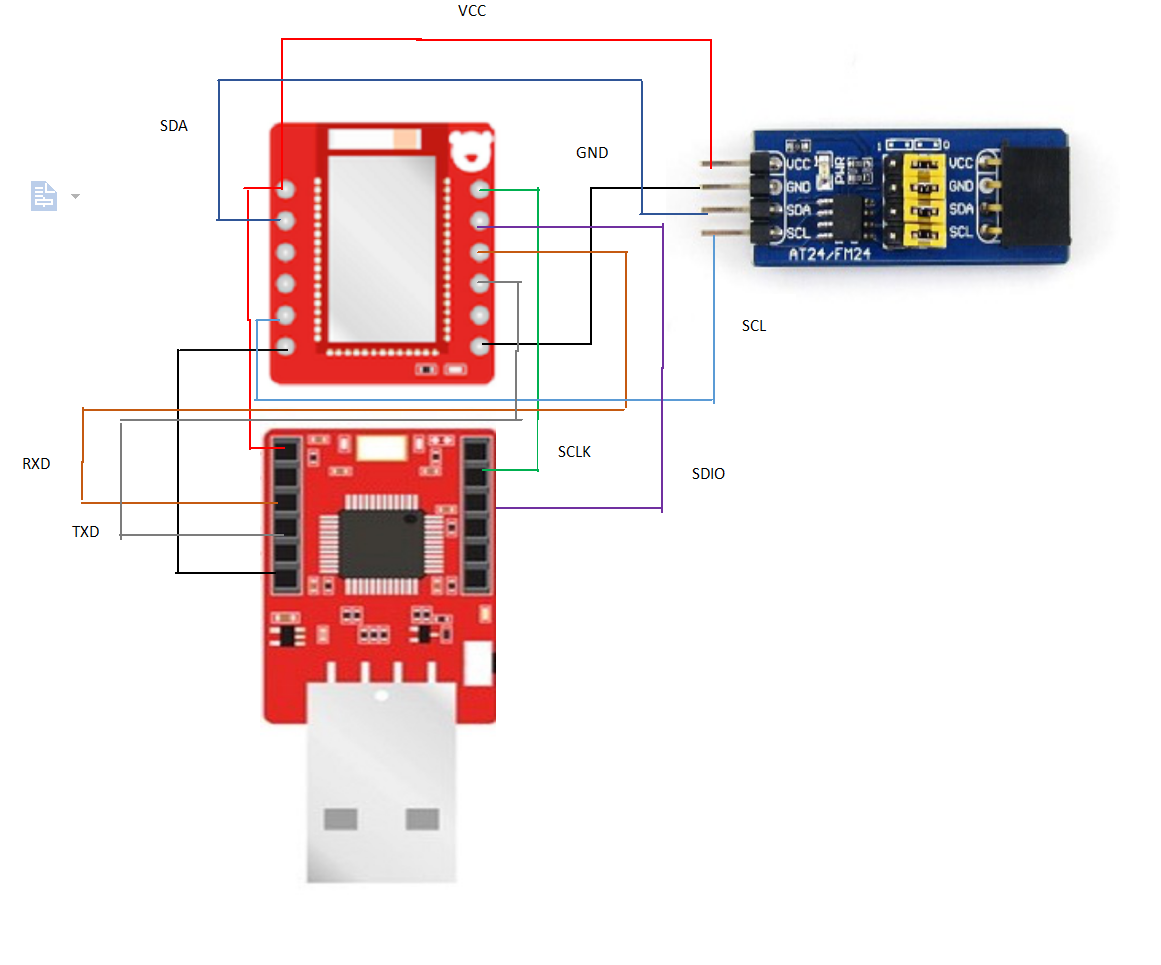 VCC
SDA
GND
VCC
GND
SDA
SCL
PWR
1
0
VCC
GND
SDA
SCL
AT24/FM24
SCL
SCLK
RXD
SDIO
TXD